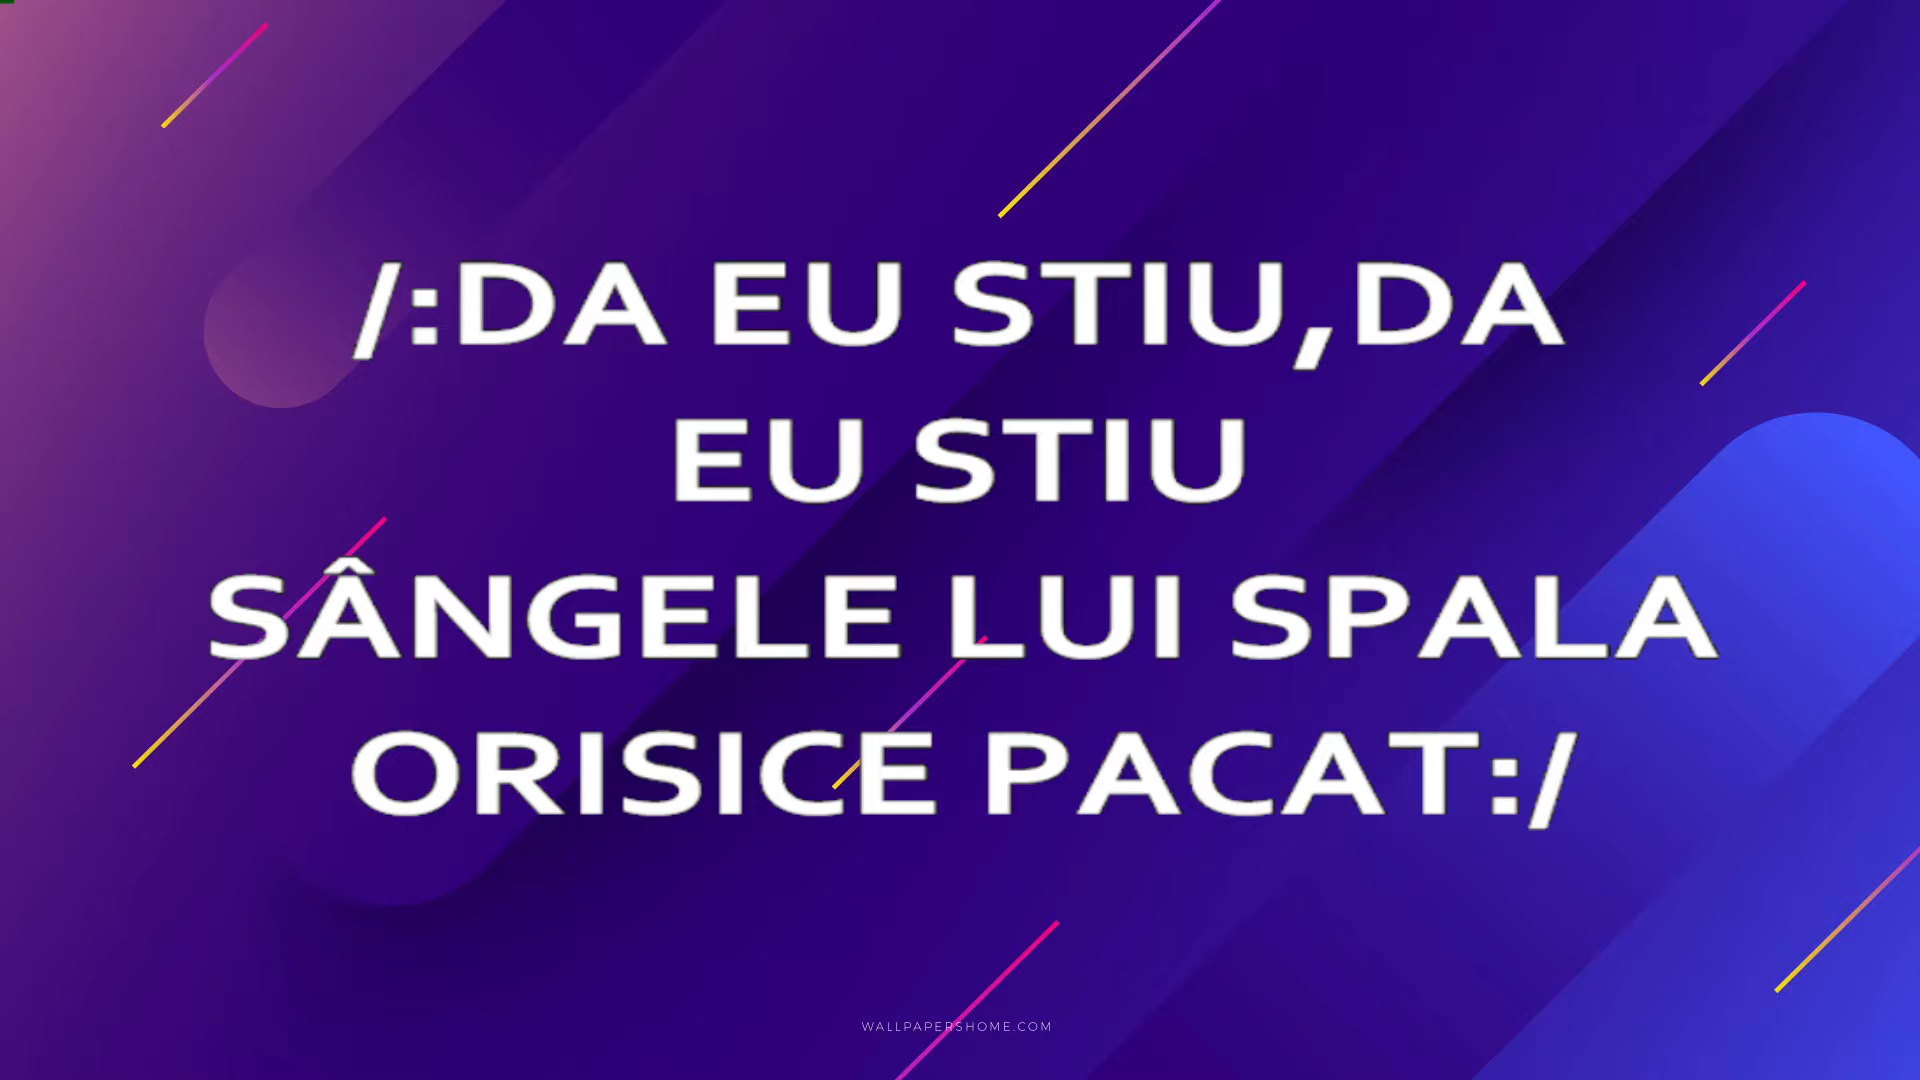 /:DA EU STIU,DA
EU STIU
SÂNGELE LUI SPALA
ORISICE PACAT:/
WALLPAPERSHOME.COM